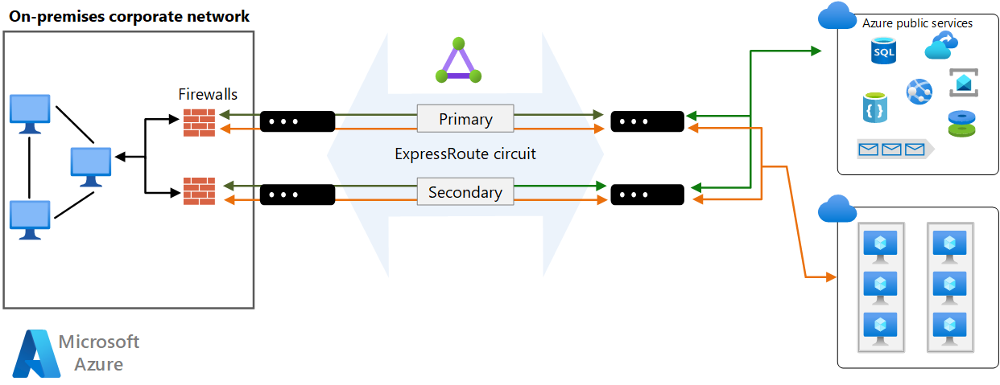 On-premises corporate network
Azure public services
SQL
Firewalls
Primary
{ }
ExpressRoute circuit
Secondary
Microsoft
Azure